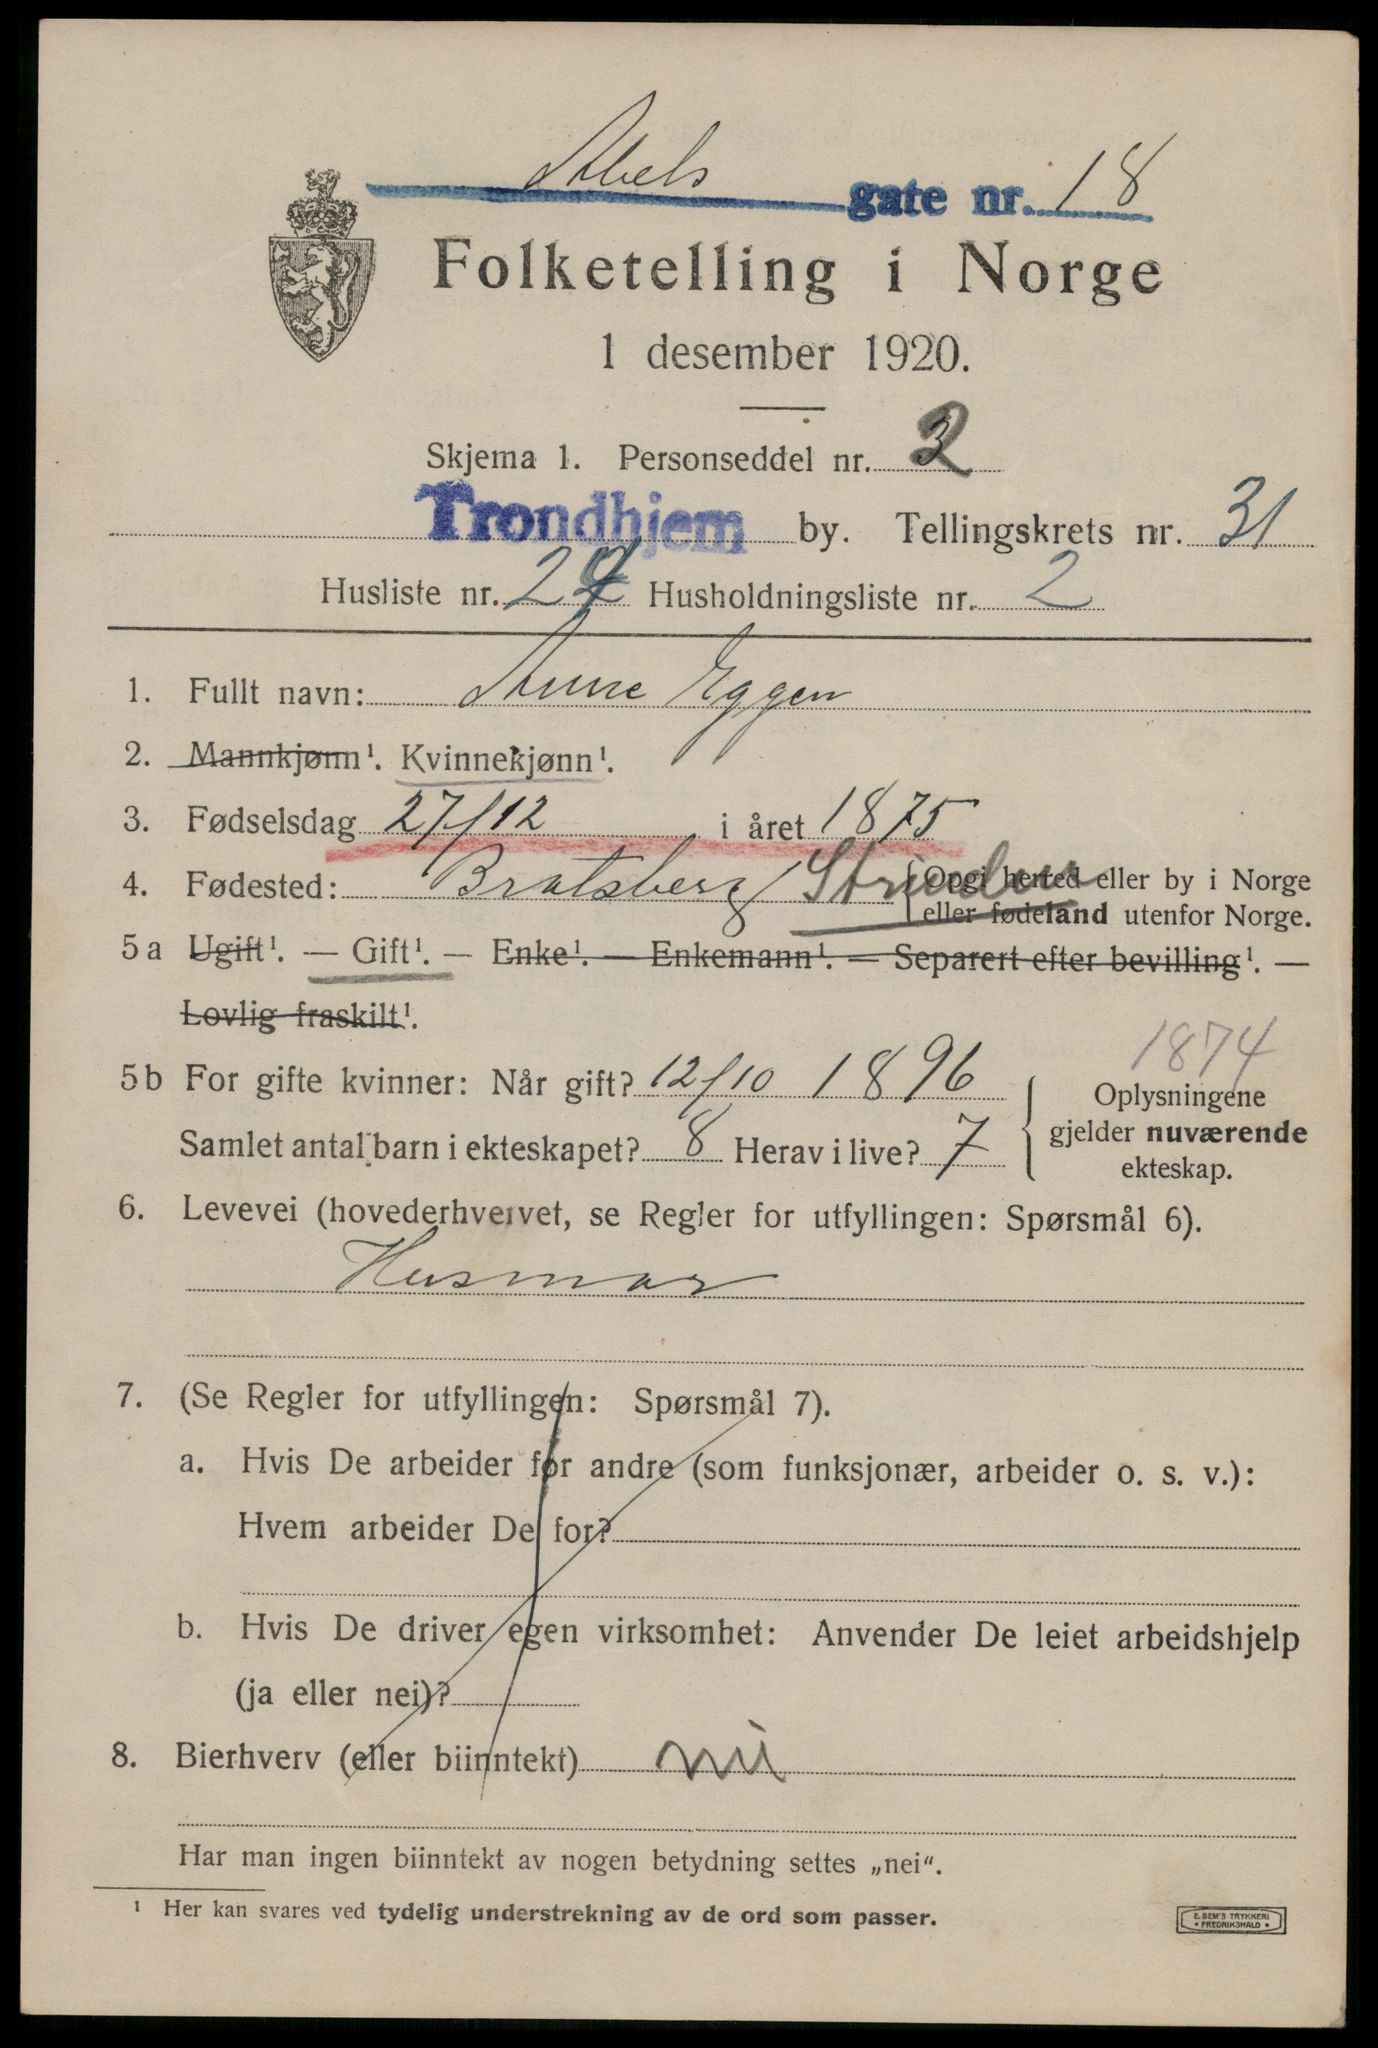 Abels gate nr. 18
Folketelling i Norge
1 desember 1920.
Skjema 1. Personseddel nr. 2
Trondhjem by. Tellingskrets nr. 31
Husliste nr. 22 Husholdningsliste nr. 2
1. Fullt navn: Anne Eggen
2. Mannkjønn¹. Kvinnekjønn¹.
3. Fødselsdag 27/12 i året 1875
4. Fødested: Bratsberg Strinden { Opgi herred eller by i Norge
eller fødeland utenfor Norge.
5a Ugift¹. — Gift¹. — Enke¹. — Enkemann¹. — Separert efter bevilling¹. —
Lovlig fraskilt¹.
1874
5b For gifte kvinner: Når gift? 12/10 1896
Samlet antal barn i ekteskapet? 8 Herav i live? 7
Oplysningene
gjelder nuværende
ekteskap.
6. Levevei (hovederhvervet, se Regler for utfyllingen: Spørsmål 6).
Husmor
7. (Se Regler for utfyllingen: Spørsmål 7).
a. Hvis De arbeider for andre (som funksjonær, arbeider o. s. v.):
Hvem arbeider De for?
b. Hvis De driver egen virksomhet: Anvender De leiet arbeidshjelp
(ja eller nei)?
8. Bierhverv (eller biinntekt) nei
Har man ingen biinntekt av nogen betydning settes „nei".
¹ Her kan svares ved tydelig understrekning av de ord som passer.
E. SEM'S TRYKKERI
• FREDRIKSHALD •